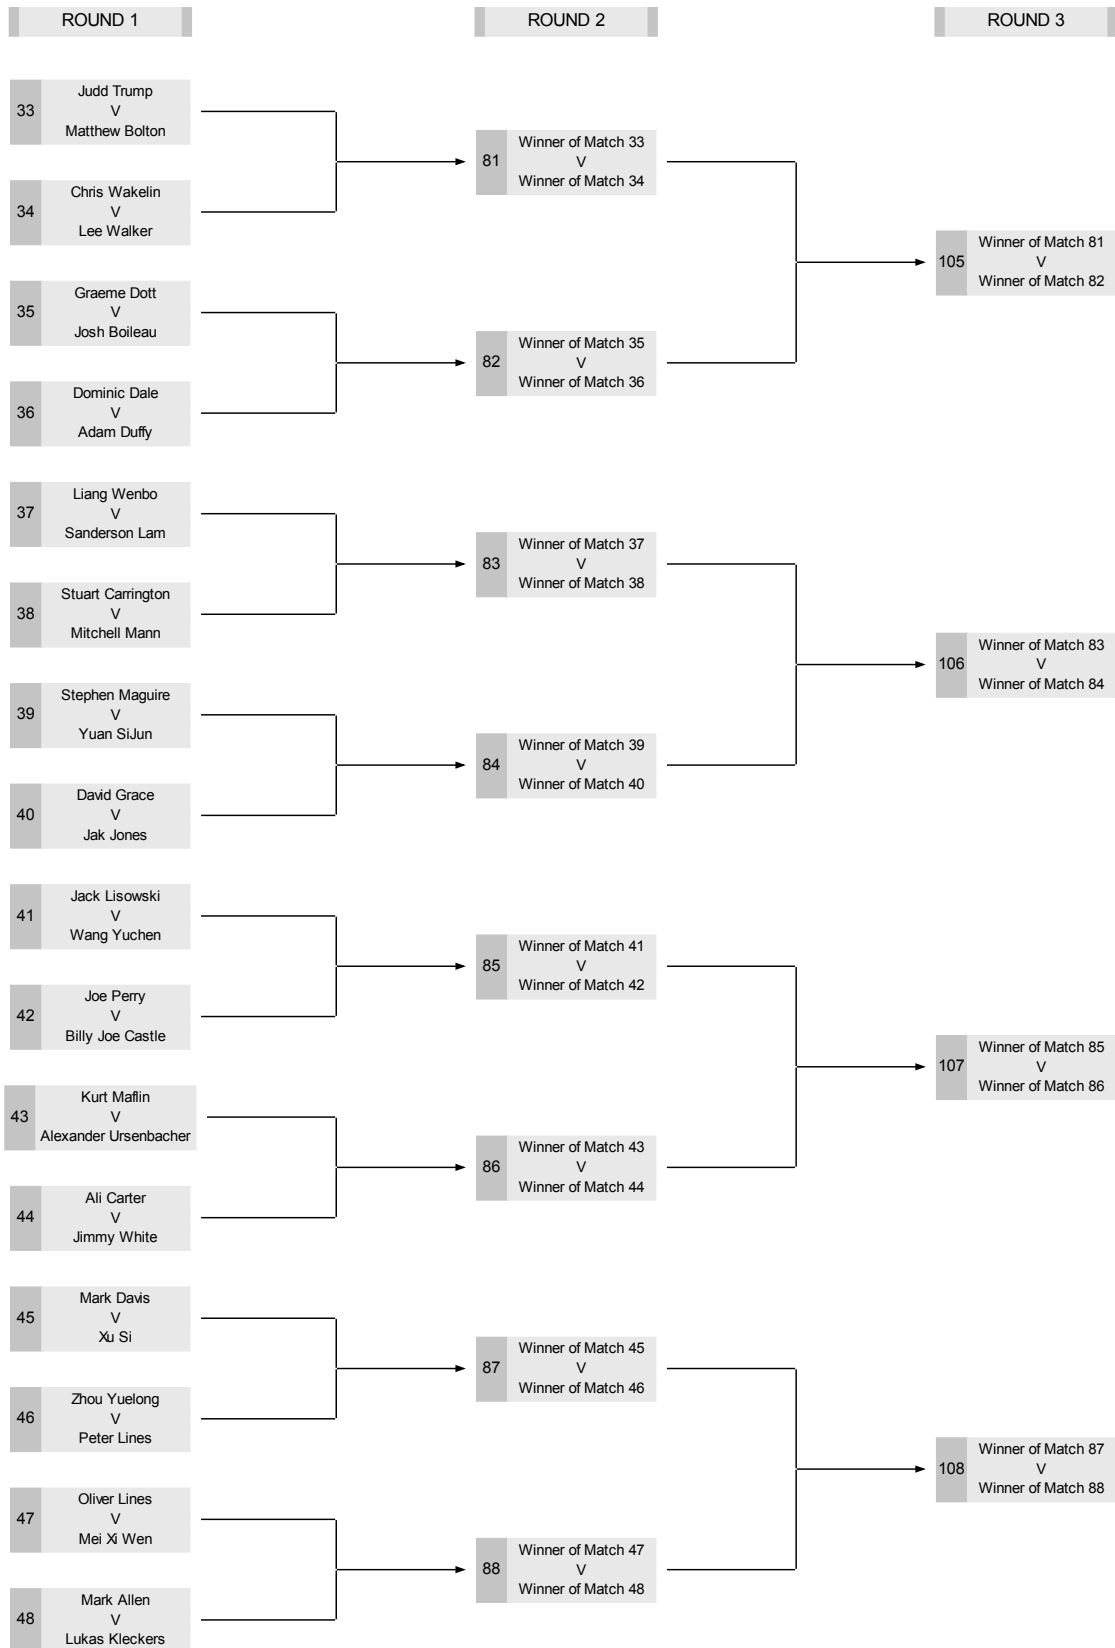 ROUND 1
ROUND 2
ROUND 3
33
Judd Trump
V
Matthew Bolton
34
Chris Wakelin
V
Lee Walker
35
Graeme Dott
V
Josh Boileau
36
Dominic Dale
V
Adam Duffy
37
Liang Wenbo
V
Sanderson Lam
38
Stuart Carrington
V
Mitchell Mann
39
Stephen Maguire
V
Yuan SiJun
40
David Grace
V
Jak Jones
41
Jack Lisowski
V
Wang Yuchen
42
Joe Perry
V
Billy Joe Castle
43
Kurt Maflin
V
Alexander Ursenbacher
44
Ali Carter
V
Jimmy White
45
Mark Davis
V
Xu Si
46
Zhou Yuelong
V
Peter Lines
47
Oliver Lines
V
Mei Xi Wen
48
Mark Allen
V
Lukas Kleckers
81
Winner of Match 33
V
Winner of Match 34
82
Winner of Match 35
V
Winner of Match 36
83
Winner of Match 37
V
Winner of Match 38
84
Winner of Match 39
V
Winner of Match 40
85
Winner of Match 41
V
Winner of Match 42
86
Winner of Match 43
V
Winner of Match 44
87
Winner of Match 45
V
Winner of Match 46
88
Winner of Match 47
V
Winner of Match 48
105
Winner of Match 81
V
Winner of Match 82
106
Winner of Match 83
V
Winner of Match 84
107
Winner of Match 85
V
Winner of Match 86
108
Winner of Match 87
V
Winner of Match 88